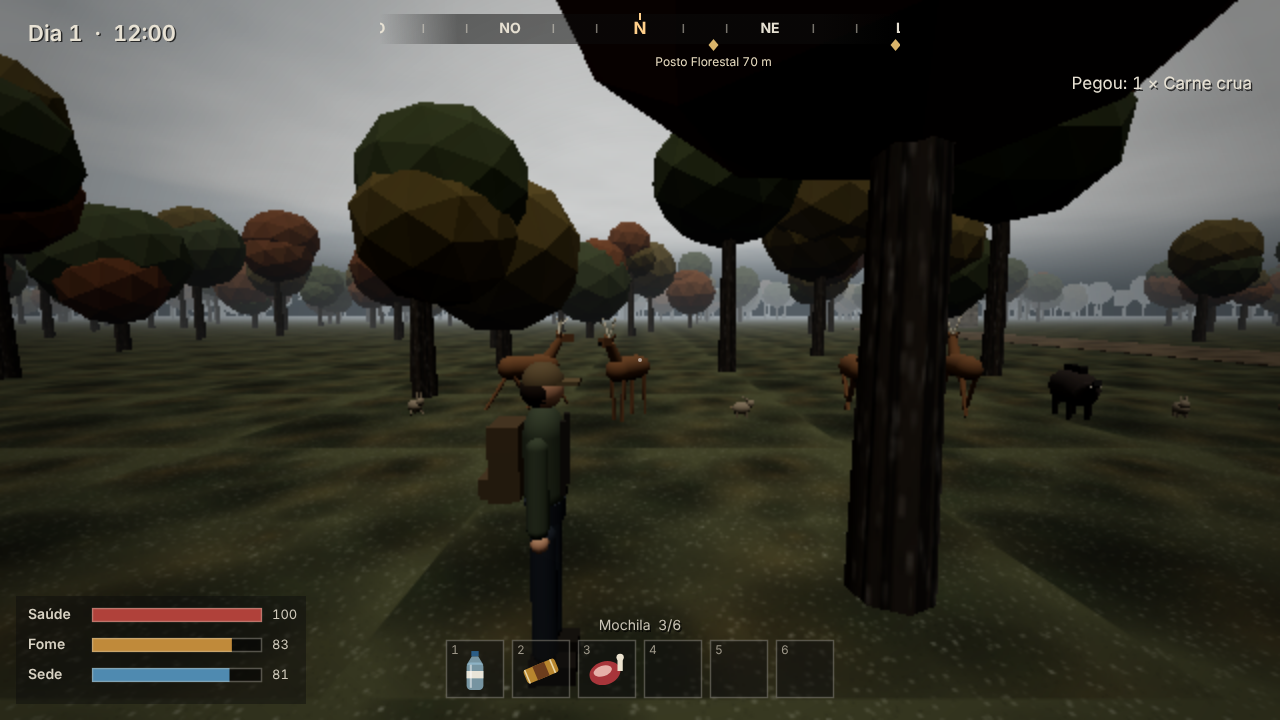 Dia 1 · 12:00
NO
N
NE
Posto Florestal 70 m
Pegou: 1 × Carne crua
Saúde 100
Fome 83
Sede 81
Mochila 3/6
1 2 3 4 5 6